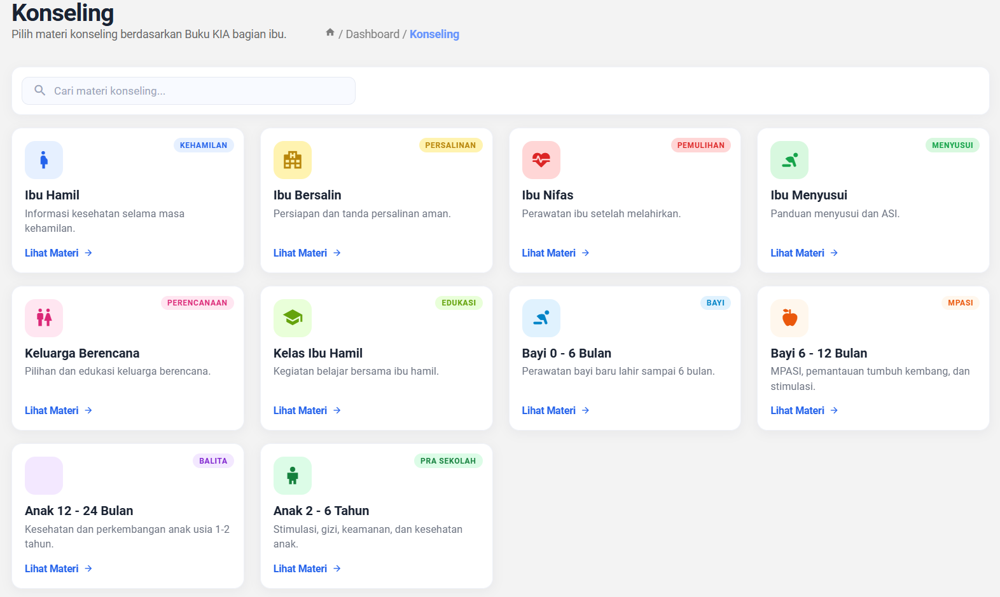 Konseling
Pilih materi konseling berdasarkan Buku KIA bagian ibu.
/ Dashboard / Konseling
Cari materi konseling...
KEHAMILAN
Ibu Hamil
Informasi kesehatan selama masa
kehamilan.
Lihat Materi
PERSALINAN
Ibu Bersalin
Persiapan dan tanda persalinan aman.
Lihat Materi
PEMULIHAN
Ibu Nifas
Perawatan ibu setelah melahirkan.
Lihat Materi
MENYUSUI
Ibu Menyusui
Panduan menyusui dan ASI.
Lihat Materi
PERENCANAAN
Keluarga Berencana
Pilihan dan edukasi keluarga berencana.
Lihat Materi
EDUKASI
Kelas Ibu Hamil
Kegiatan belajar bersama ibu hamil.
Lihat Materi
BAYI
Bayi 0 - 6 Bulan
Perawatan bayi baru lahir sampai 6 bulan.
Lihat Materi
MPASI
Bayi 6 - 12 Bulan
MPASI, pemantauan tumbuh kembang, dan
stimulasi.
Lihat Materi
BALITA
Anak 12 - 24 Bulan
Kesehatan dan perkembangan anak usia 1-2
tahun.
Lihat Materi
PRA SEKOLAH
Anak 2 - 6 Tahun
Stimulasi, gizi, keamanan, dan kesehatan
anak.
Lihat Materi